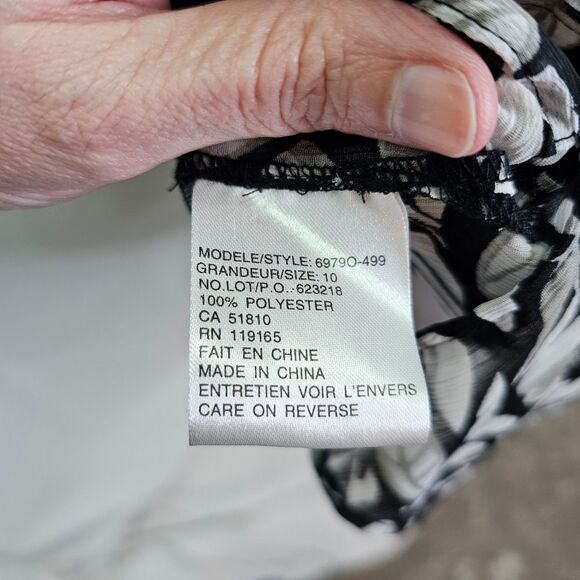 MODELE/STYLE: 6979O-499
GRANDEUR/SIZE: 10
NO.LOT/P.O.:623218
100% POLYESTER
CA 51810
RN 119165
FAIT EN CHINE
MADE IN CHINA
ENTRETIEN VOIR L'ENVERS
CARE ON REVERSE